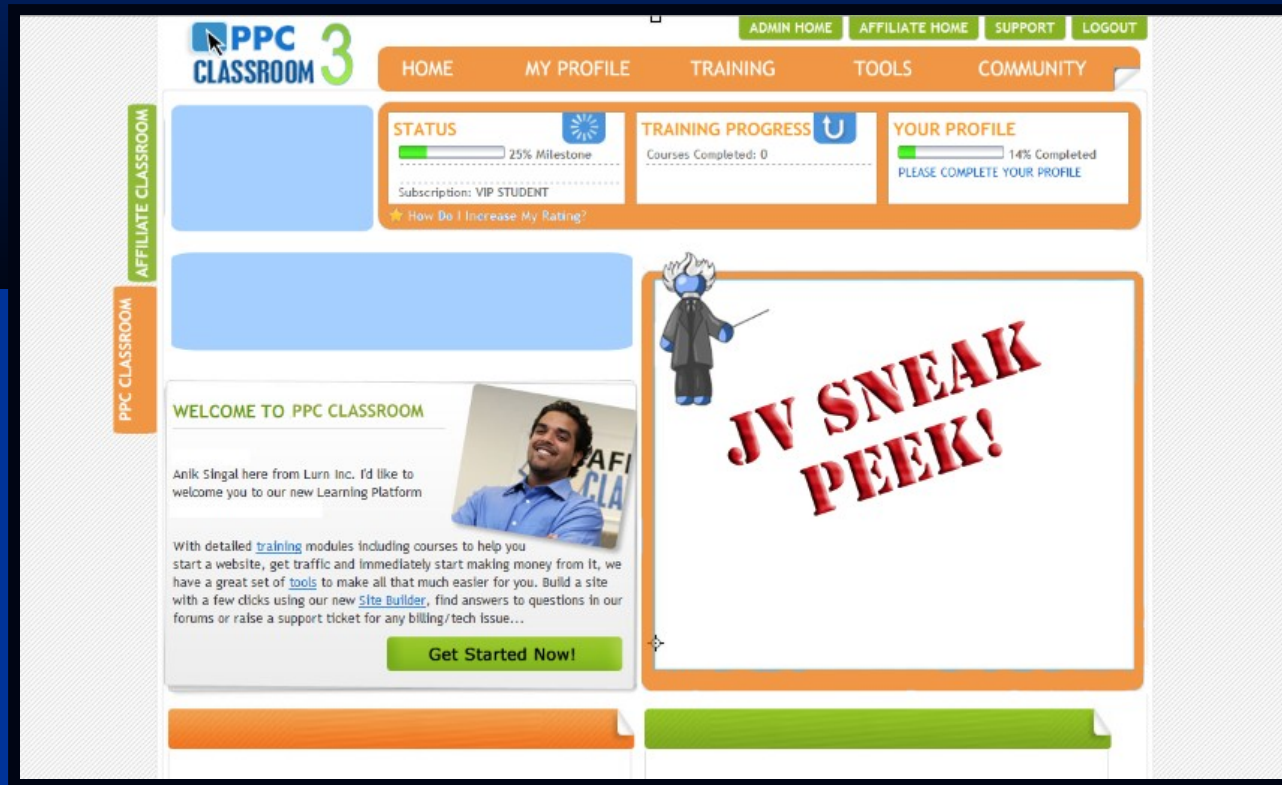 ADMIN HOME AFFILIATE HOME SUPPORT LOGOUT
PPC
CLASSROOM 3
HOME MY PROFILE TRAINING TOOLS COMMUNITY
AFFILIATE CLASSROOM
PPC CLASSROOM
STATUS
25% Milestone
Subscription: VIP STUDENT
How Do I Increase My Rating?
TRAINING PROGRESS
Courses Completed: 0
YOUR PROFILE
14% Completed
PLEASE COMPLETE YOUR PROFILE
WELCOME TO PPC CLASSROOM
AFF
CLA
Anik Singal here from Lurn Inc. I'd like to
welcome you to our new Learning Platform
With detailed training modules including courses to help you
start a website, get traffic and immediately start making money from it, we
have a great set of tools to make all that much easier for you. Build a site
with a few clicks using our new Site Builder, find answers to questions in our
forums or raise a support ticket for any billing/tech issue...
Get Started Now!
JV SNEAK
PEEK!